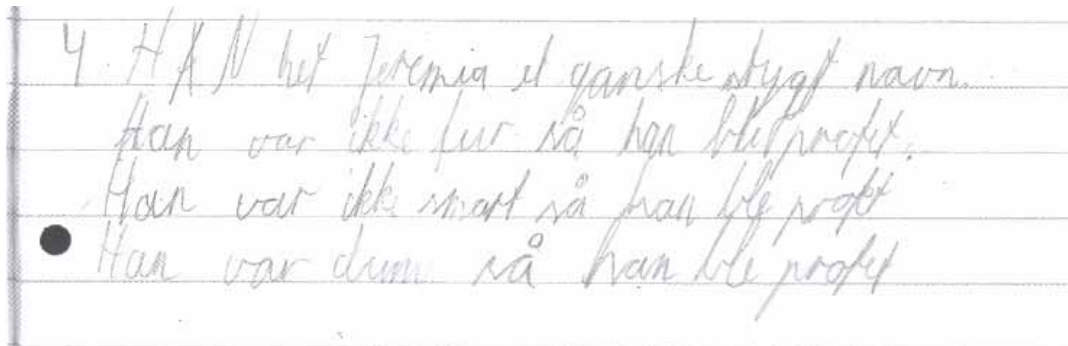 4 HAN het Jeremia et ganske stygt navn.
Han var ikke lur så han ble profet.
Han var ikke smart så han ble profet
Han var dum så han ble profet